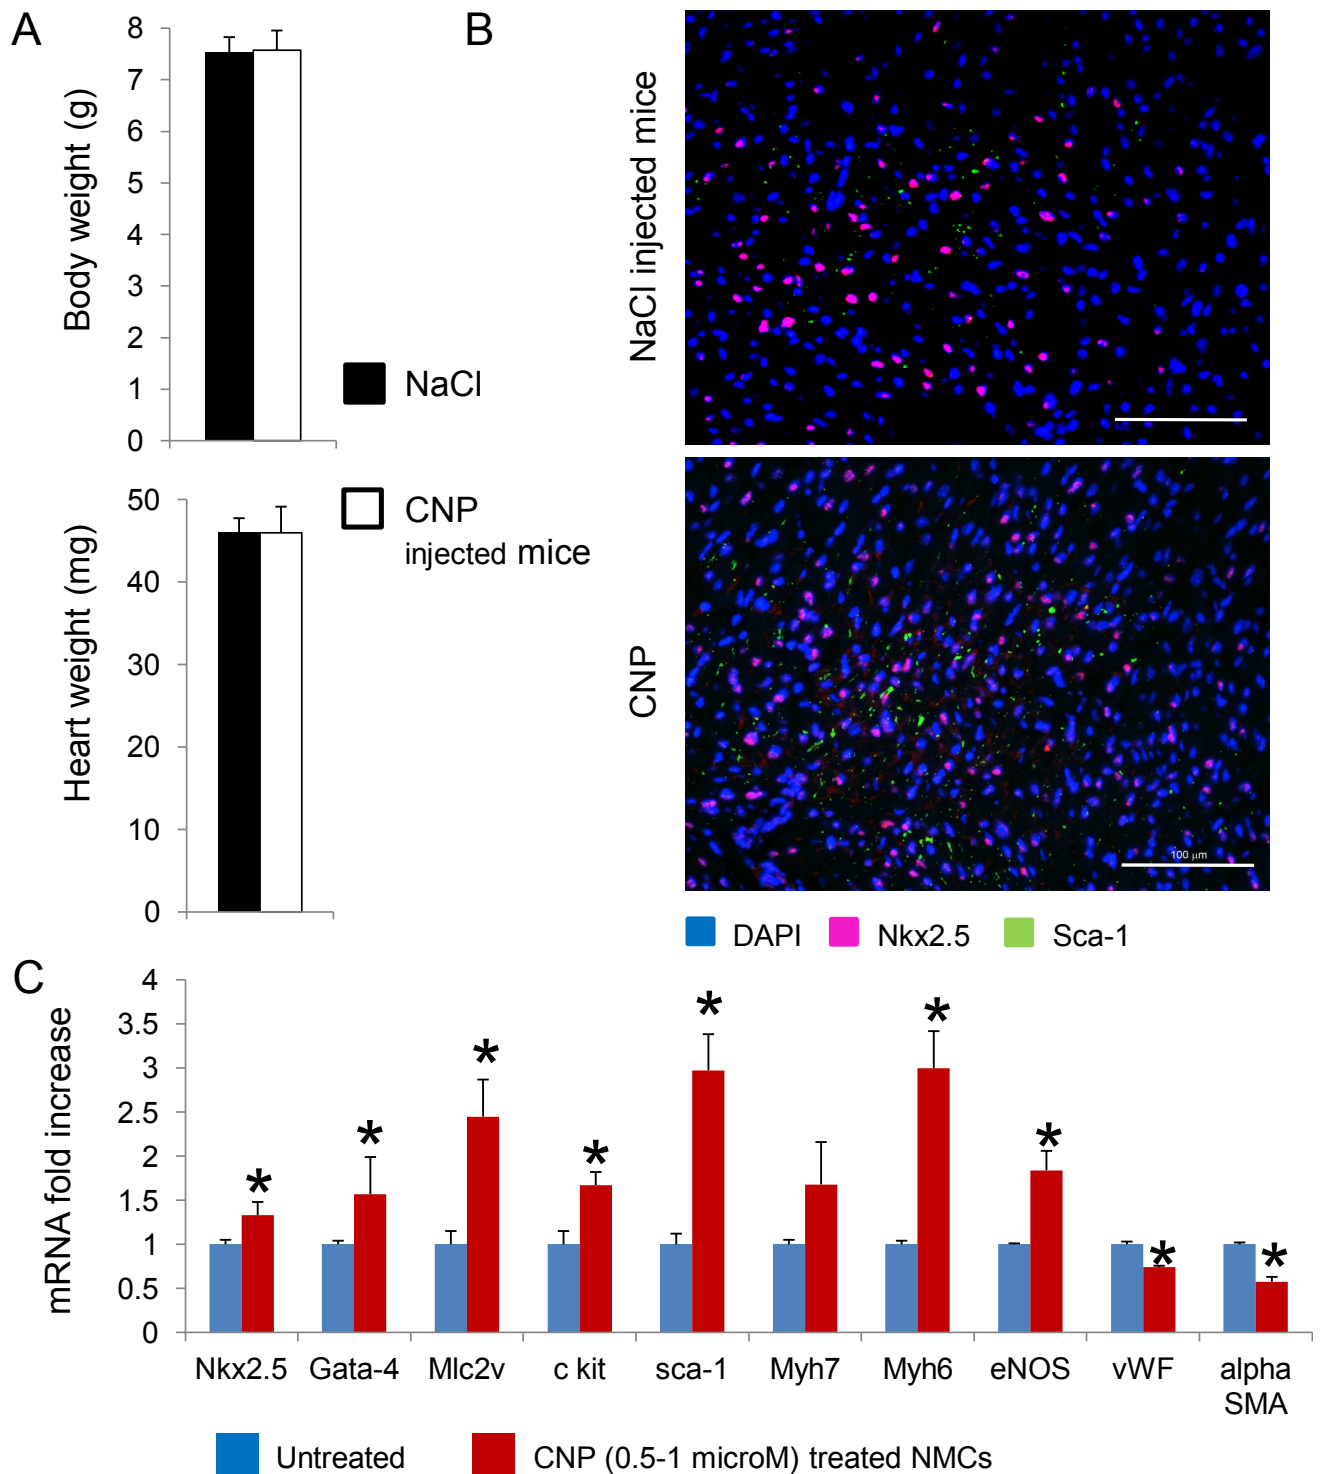 A
8
7
6
5
4
3
2
1
0
Body weight (g)
NaCl
CNP
injected mice
50
40
30
20
10
0
Heart weight (mg)
B
NaCl injected mice
CNP
100 µm
DAPI Nkx2.5 Sca-1
C
4
3.5
3
2.5
2
1.5
1
0.5
0
mRNA fold increase
* * * * * * * * *
Nkx2.5 Gata-4 Mlc2v c kit sca-1 Myh7 Myh6 eNOS vWF alpha
SMA
Untreated CNP (0.5-1 microM) treated NMCs